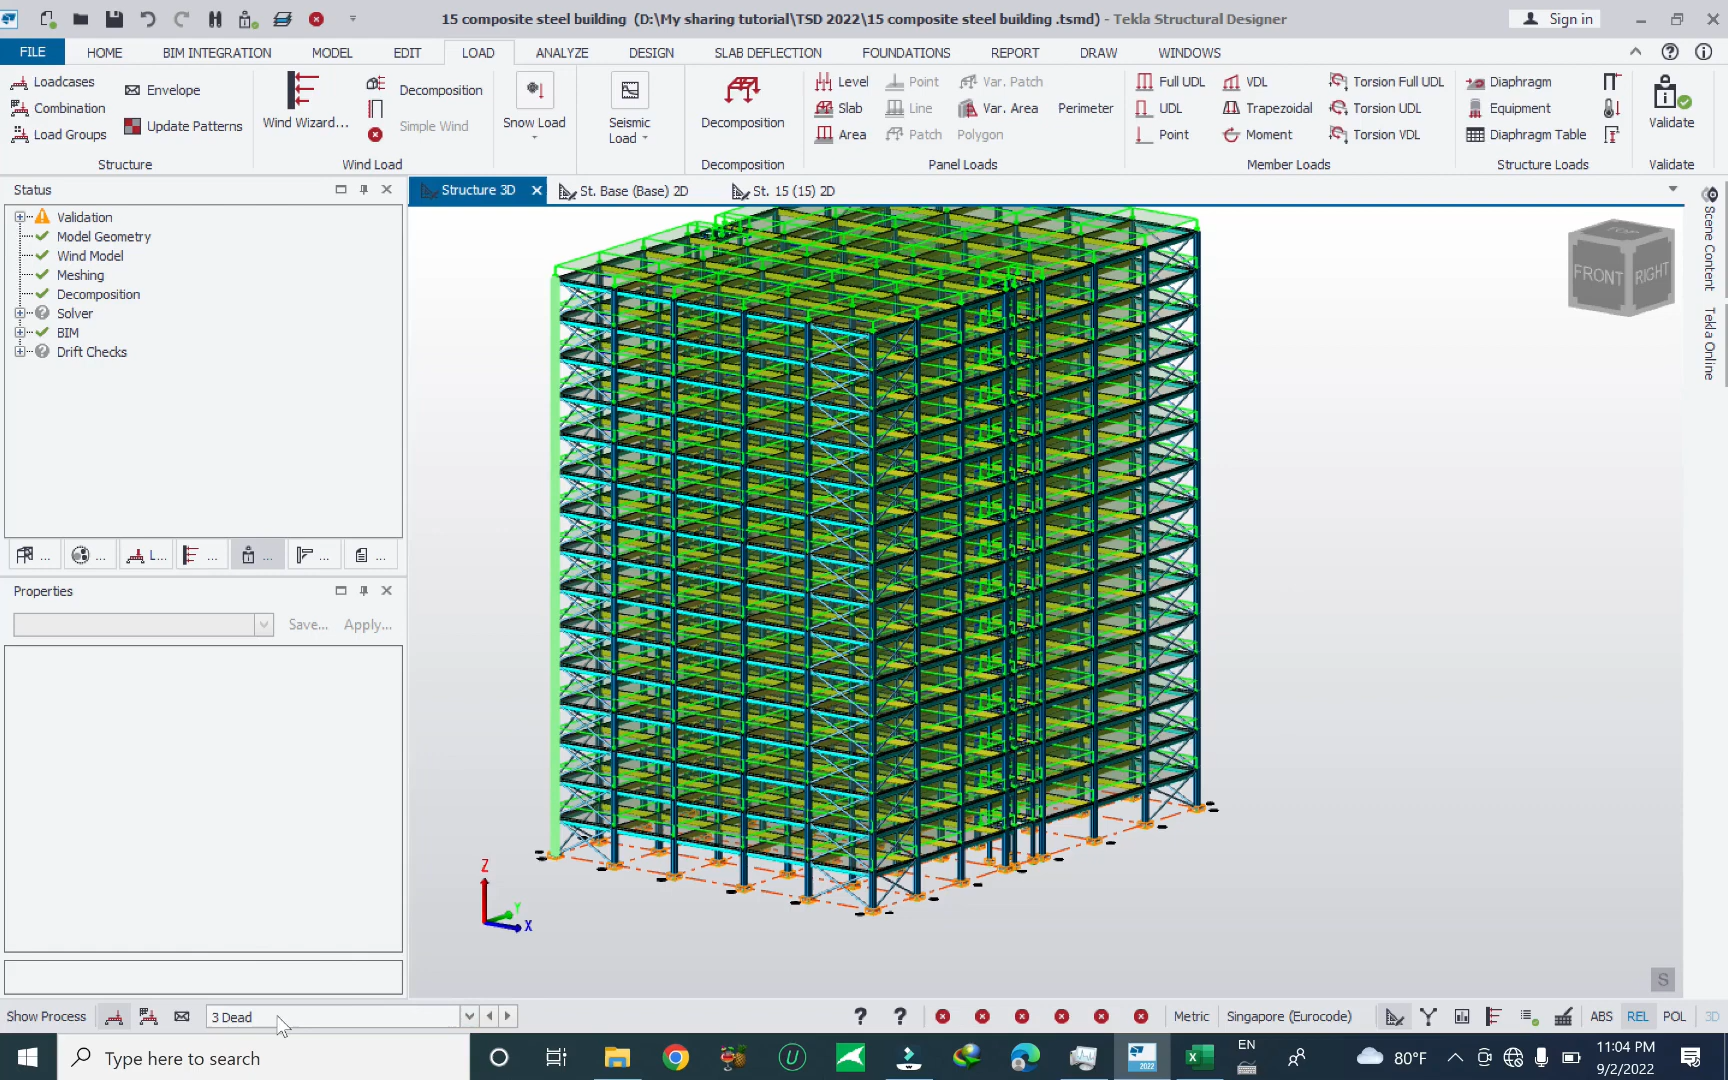 15 composite steel building (D:\My sharing tutorial\TSD 2022\15 composite steel building .tsmd) - Tekla Structural Designer
Sign in
FILE HOME BIM INTEGRATION MODEL EDIT LOAD ANALYZE DESIGN SLAB DEFLECTION FOUNDATIONS REPORT DRAW WINDOWS
Loadcases
Combination
Load Groups
Envelope
Update Patterns
Structure
Wind Wizard...
Decomposition
Simple Wind
Wind Load
Snow Load
Seismic Load
Decomposition
Decomposition
Level
Slab
Area
Point
Line
Patch
Var. Patch
Var. Area
Polygon
Perimeter
Panel Loads
Full UDL
UDL
Point
VDL
Trapezoidal
Moment
Torsion Full UDL
Torsion UDL
Torsion VDL
Member Loads
Diaphragm
Equipment
Diaphragm Table
Structure Loads
Validate
Validate
Status
Structure 3D
St. Base (Base) 2D
St. 15 (15) 2D
Validation
Model Geometry
Wind Model
Meshing
Decomposition
Solver
BIM
Drift Checks
... ... L... ... ... ... ...
Properties
Save... Apply...
TOP
FRONT
RIGHT
Scene Content
Tekla Online
Z
Y
X
S
Show Process
3 Dead
Metric
Singapore (Eurocode)
ABS REL POL 3D
Type here to search
2022
EN
80°F
11:04 PM
9/2/2022